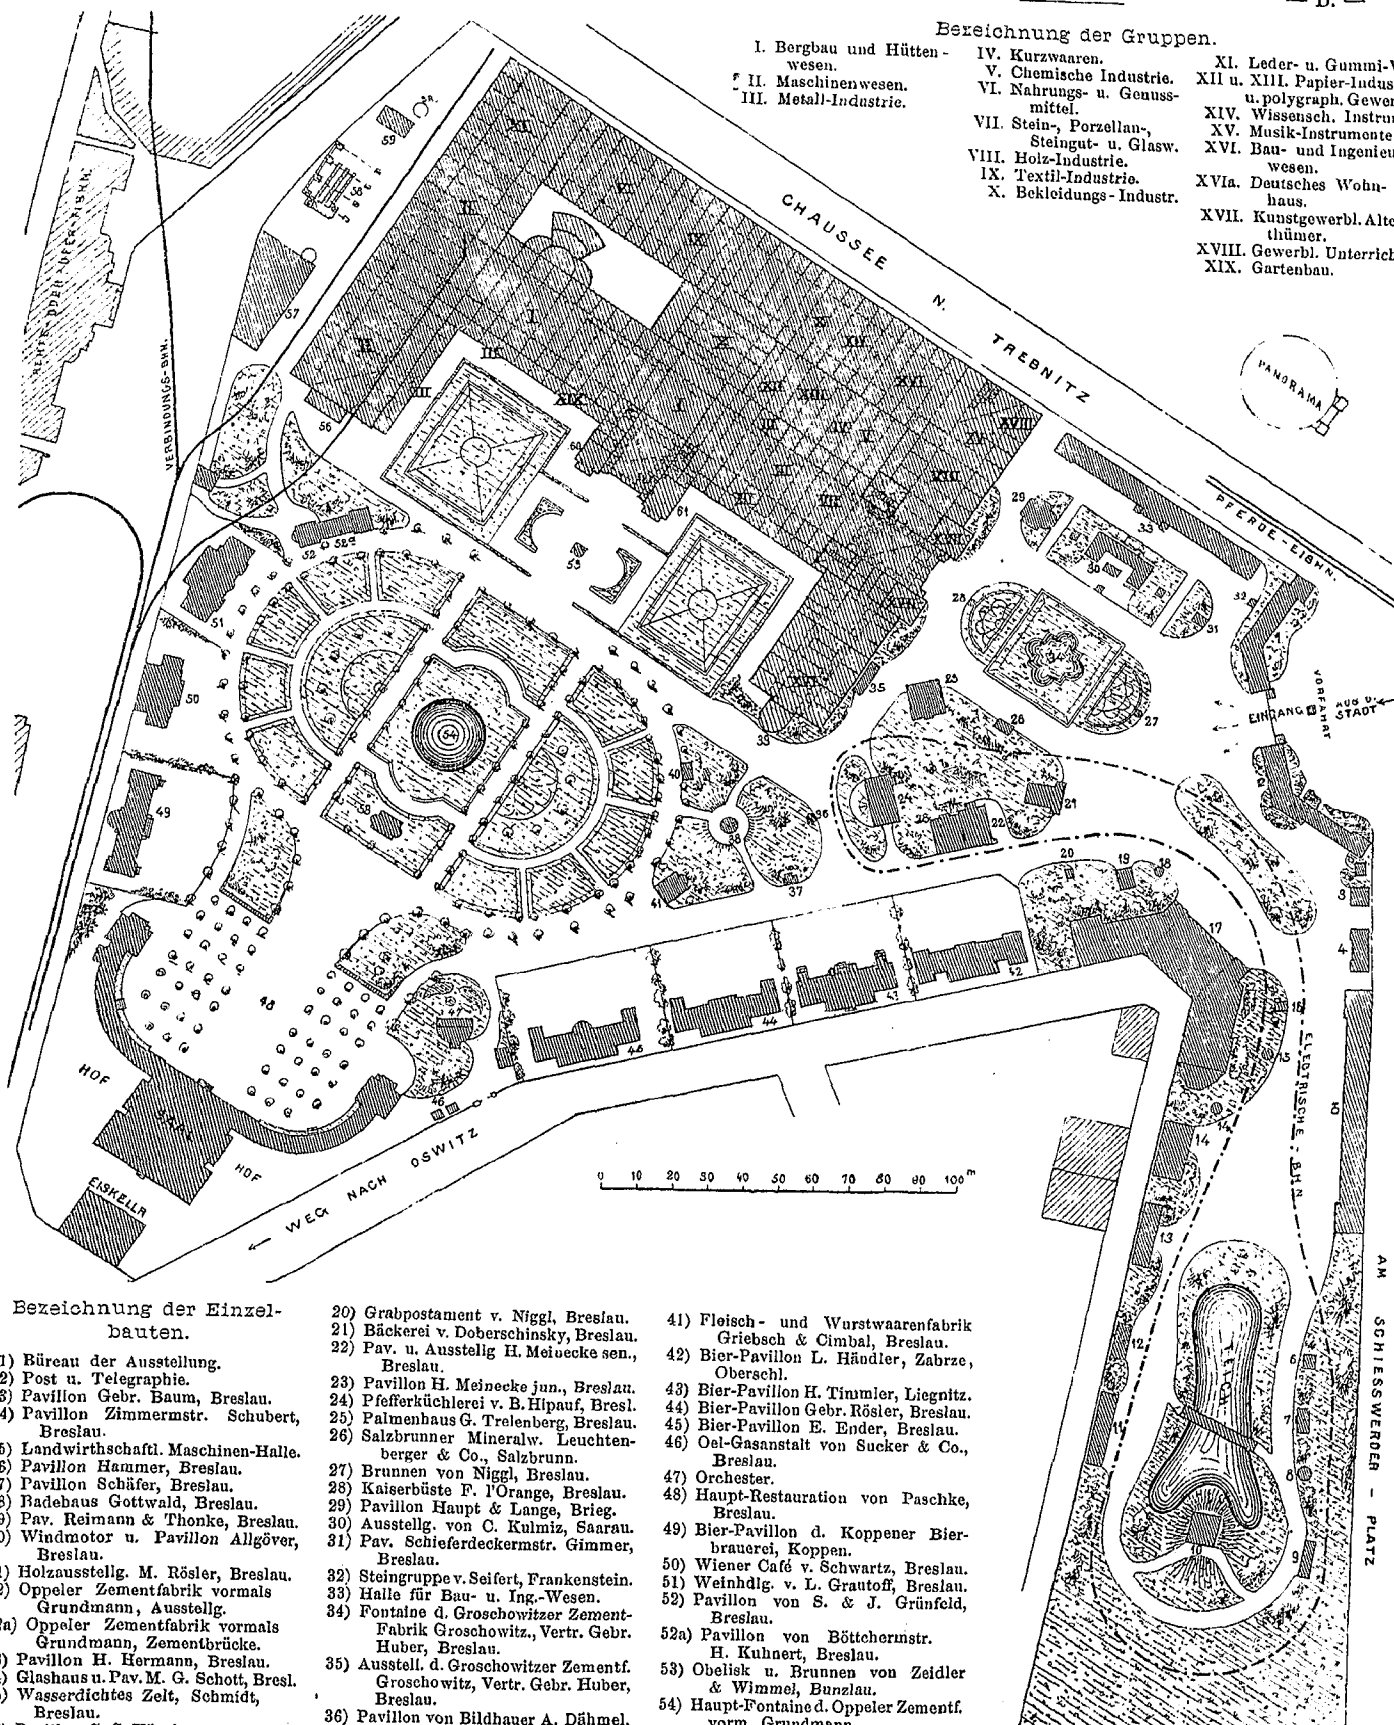 — D. —
Bezeichnung der Gruppen.
I. Bergbau und Hütten-
wesen.
II. Maschinenwesen.
III. Metall-Industrie.
IV. Kurzwaaren.
V. Chemische Industrie.
VI. Nahrungs- u. Genuss-
mittel.
VII. Stein-, Porzellan-,
Steingut- u. Glasw.
VIII. Holz-Industrie.
IX. Textil-Industrie.
X. Bekleidungs-Industr.
XI. Leder- u. Gummi-
XII u. XIII. Papier-Indus
u. polygraph. Gewer
XIV. Wissensch. Instru
XV. Musik-Instrumente
XVI. Bau- und Ingenieu
wesen.
XVIa. Deutsches Wohn-
haus.
XVII. Kunstgewerbl. Alte
thümer.
XVIII. Gewerbl. Unterrich
XIX. Gartenbau.
CHAUSSEE N. TREBNITZ
PANORAMA
PFERDE-EISBHN.
VERBINDUNGS-BHN.
VORFAHRT
EINGANG
AUS D.
STADT
ELECTRISCHE-BHN
AM SCHIESSWERDER-PLATZ
HOF
SAAL
HOF
EISKELLR
WEG NACH OSWITZ
0 10 20 30 40 50 60 70 80 90 100 m
Bezeichnung der Einzel-
bauten.
1) Büreau der Ausstellung.
2) Post u. Telegraphie.
3) Pavillon Gebr. Baum, Breslau.
4) Pavillon Zimmermstr. Schubert,
Breslau.
5) Landwirthschaftl. Maschinen-Halle.
6) Pavillon Hammer, Breslau.
7) Pavillon Schäfer, Breslau.
8) Badehaus Gottwald, Breslau.
9) Pav. Reimann & Thonke, Breslau.
0) Windmotor u. Pavillon Allgöver,
Breslau.
1) Holzausstellg. M. Rösler, Breslau.
2) Oppeler Zementfabrik vormals
Grundmann, Ausstellg.
a) Oppeler Zementfabrik vormals
Grundmann, Zementbrücke.
) Pavillon H. Hermann, Breslau.
) Glashaus u. Pav. M. G. Schott, Bresl.
) Wasserdichtes Zelt, Schmidt,
Breslau.
20) Grabpostament v. Niggl, Breslau.
21) Bäckerei v. Doberschinsky, Breslau.
22) Pav. u. Ausstellg H. Meinecke sen.,
Breslau.
23) Pavillon H. Meinecke jun., Breslau.
24) Pfefferküchlerei v. B. Hipauf, Bresl.
25) Palmenhaus G. Trelenberg, Breslau.
26) Salzbrunner Mineralw. Leuchten-
berger & Co., Salzbrunn.
27) Brunnen von Niggl, Breslau.
28) Kaiserbüste F. l'Orange, Breslau.
29) Pavillon Haupt & Lange, Brieg.
30) Ausstellg. von C. Kulmiz, Saarau.
31) Pav. Schieferdeckermstr. Gimmer,
Breslau.
32) Steingruppe v. Seifert, Frankenstein.
33) Halle für Bau- u. Ing.-Wesen.
34) Fontaine d. Groschowitzer Zement-
Fabrik Groschowitz., Vertr. Gebr.
Huber, Breslau.
35) Ausstell. d. Groschowitzer Zementf.
Groschowitz, Vertr. Gebr. Huber,
Breslau.
36) Pavillon von Bildhauer A. Dähmel,
41) Fleisch- und Wurstwaarenfabrik
Griebsch & Cimbal, Breslau.
42) Bier-Pavillon L. Händler, Zabrze,
Oberschl.
43) Bier-Pavillon H. Timmler, Liegnitz.
44) Bier-Pavillon Gebr. Rösler, Breslau.
45) Bier-Pavillon E. Ender, Breslau.
46) Oel-Gasanstalt von Sucker & Co.,
Breslau.
47) Orchester.
48) Haupt-Restauration von Paschke,
Breslau.
49) Bier-Pavillon d. Koppener Bier-
brauerei, Koppen.
50) Wiener Café v. Schwartz, Breslau.
51) Weinhdlg. v. L. Grautoff, Breslau.
52) Pavillon von S. & J. Grünfeld,
Breslau.
52a) Pavillon von Böttchermstr.
H. Kuhnert, Breslau.
53) Obelisk u. Brunnen von Zeidler
& Wimmel, Bunzlau.
54) Haupt-Fontaine d. Oppeler Zementf.
vorm. Grundmann